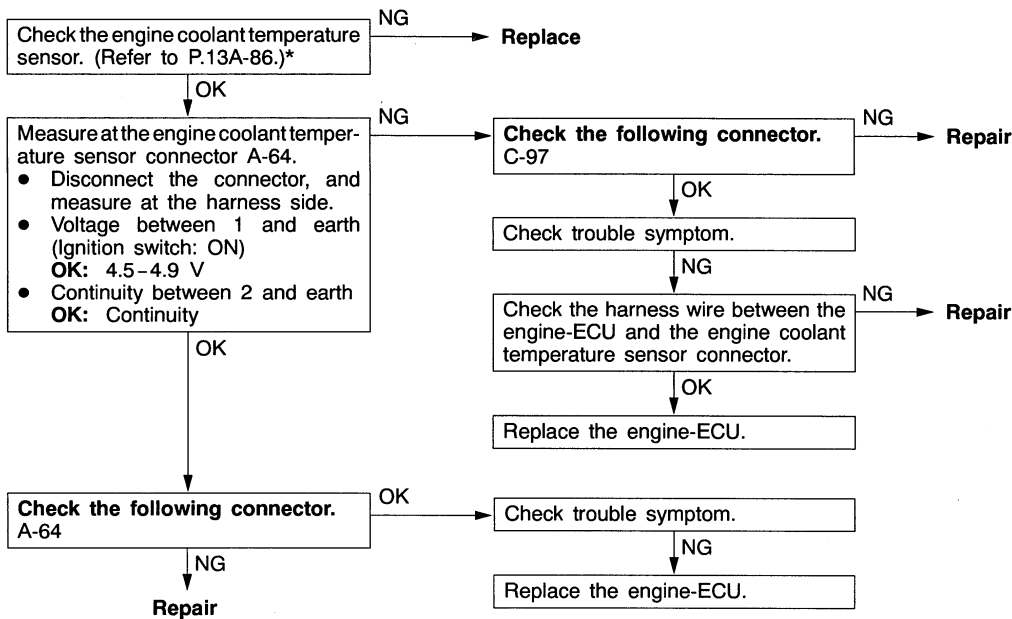 Check the engine coolant temperature
sensor. (Refer to P.13A-86.)*
NG
Replace
OK
Measure at the engine coolant temper-
ature sensor connector A-64.
● Disconnect the connector, and
measure at the harness side.
● Voltage between 1 and earth
(Ignition switch: ON)
OK: 4.5–4.9 V
● Continuity between 2 and earth
OK: Continuity
NG
Check the following connector.
C-97
NG
Repair
OK
Check trouble symptom.
NG
Check the harness wire between the
engine-ECU and the engine coolant
temperature sensor connector.
NG
Repair
OK
Replace the engine-ECU.
OK
Check the following connector.
A-64
OK
Check trouble symptom.
NG
Replace the engine-ECU.
NG
Repair